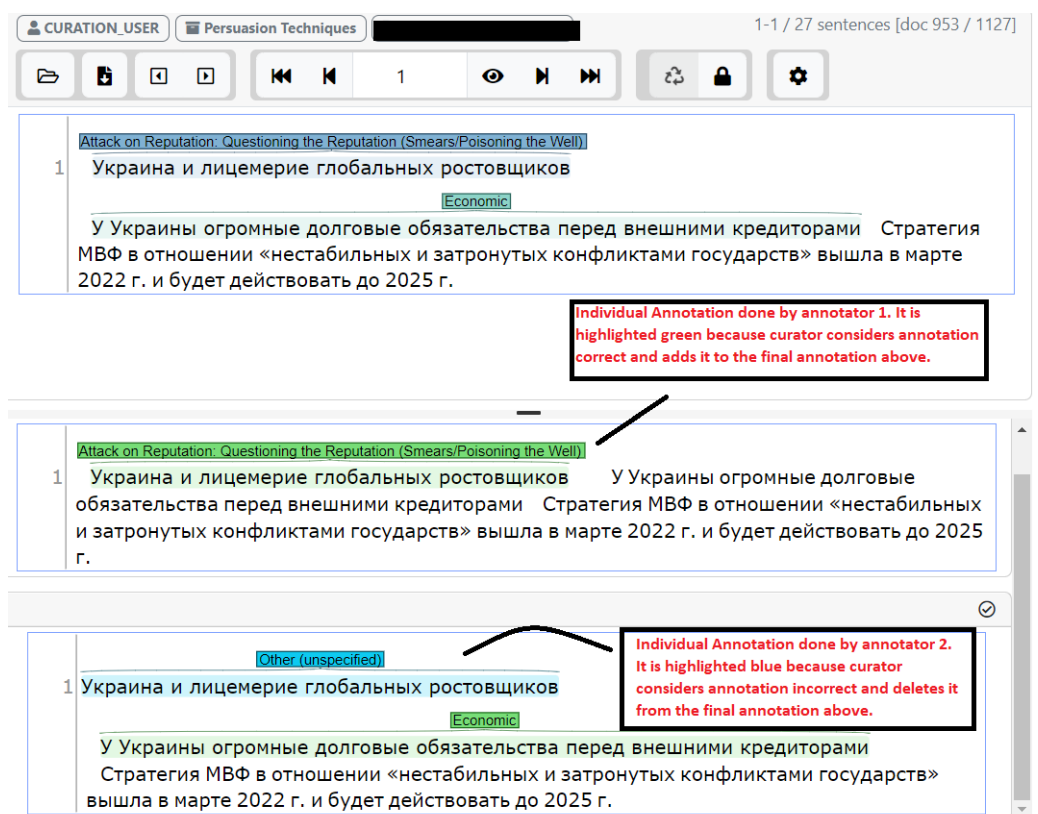 CURATION_USER Persuasion Techniques 1-1 / 27 sentences [doc 953 / 1127]
1
Attack on Reputation: Questioning the Reputation (Smears/Poisoning the Well)
1 Украина и лицемерие глобальных ростовщиков
Economic
У Украины огромные долговые обязательства перед внешними кредиторами Стратегия
МВФ в отношении «нестабильных и затронутых конфликтами государств» вышла в марте
2022 г. и будет действовать до 2025 г.
Individual Annotation done by annotator 1. It is
highlighted green because curator considers annotation
correct and adds it to the final annotation above.
Attack on Reputation: Questioning the Reputation (Smears/Poisoning the Well)
1 Украина и лицемерие глобальных ростовщиков У Украины огромные долговые
обязательства перед внешними кредиторами Стратегия МВФ в отношении «нестабильных
и затронутых конфликтами государств» вышла в марте 2022 г. и будет действовать до 2025
г.
Individual Annotation done by annotator 2.
It is highlighted blue because curator
considers annotation incorrect and deletes it
from the final annotation above.
Other (unspecified)
1 Украина и лицемерие глобальных ростовщиков
Economic
У Украины огромные долговые обязательства перед внешними кредиторами
Стратегия МВФ в отношении «нестабильных и затронутых конфликтами государств»
вышла в марте 2022 г. и будет действовать до 2025 г.